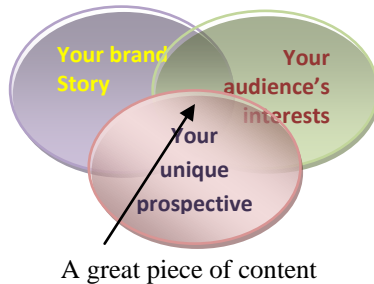 Your brand
Story
Your
audience's
interests
Your
unique
prospective
A great piece of content